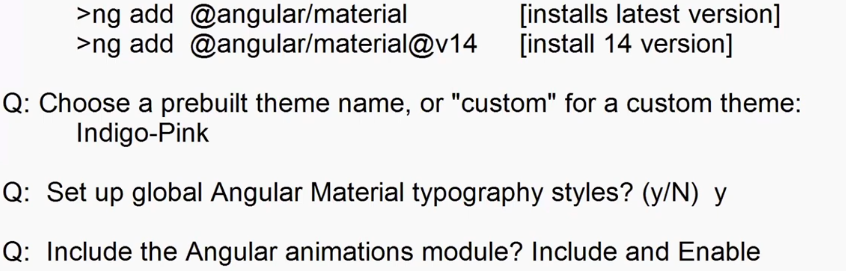 >ng add @angular/material [installs latest version]
>ng add @angular/material@v14 [install 14 version]
Q: Choose a prebuilt theme name, or "custom" for a custom theme:
Indigo-Pink
Q: Set up global Angular Material typography styles? (y/N) y
Q: Include the Angular animations module? Include and Enable